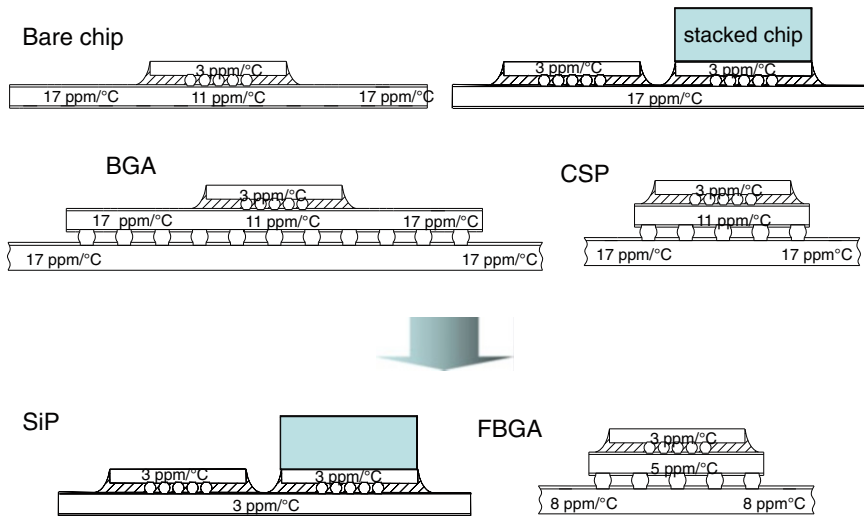 Bare chip
3 ppm/°C
17 ppm/°C 11 ppm/°C 17 ppm/°C
stacked chip
3 ppm/°C 3 ppm/°C
17 ppm/°C
BGA
3 ppm/°C
17 ppm/°C 11 ppm/°C 17 ppm/°C
17 ppm/°C 17 ppm/°C
CSP
3 ppm/°C
11 ppm/°C
17 ppm/°C 17 ppm°C
SiP
3 ppm/°C 3 ppm/°C
3 ppm/°C
FBGA
3 ppm/°C
5 ppm/°C
8 ppm/°C 8 ppm°C